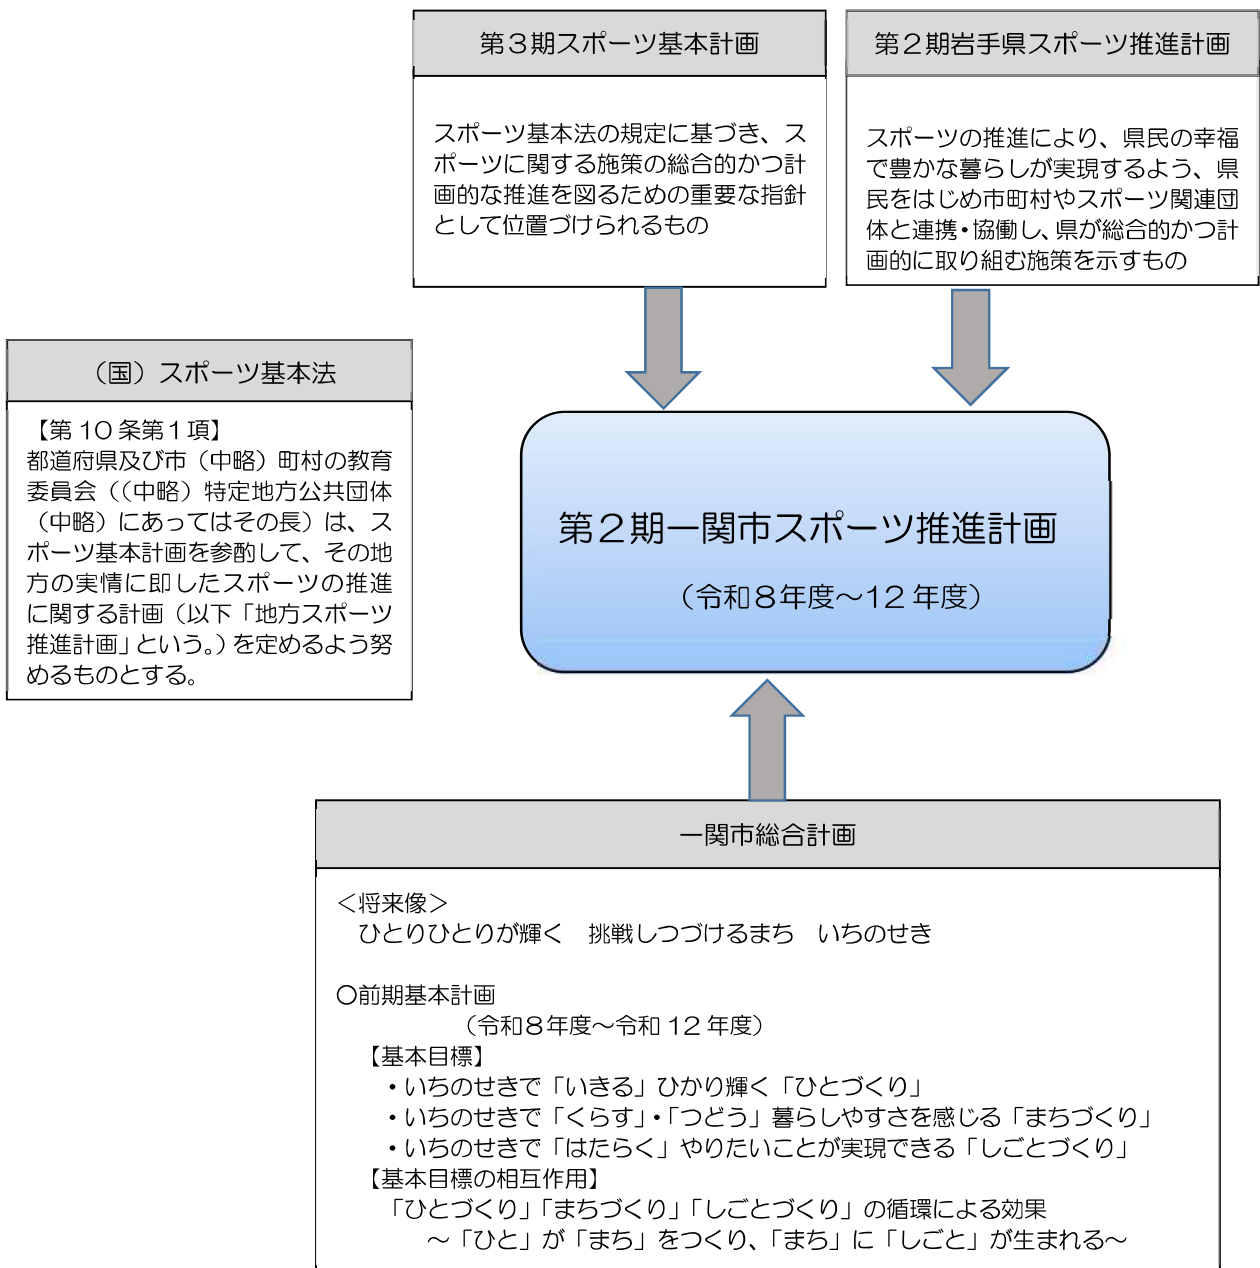 第３期スポーツ基本計画
スポーツ基本法の規定に基づき、ス
ポーツに関する施策の総合的かつ計
画的な推進を図るための重要な指針
として位置づけられるもの
第２期岩手県スポーツ推進計画
スポーツの推進により、県民の幸福
で豊かな暮らしが実現するよう、県
民をはじめ市町村やスポーツ関連団
体と連携・協働し、県が総合的かつ計
画的に取り組む施策を示すもの
（国）スポーツ基本法
【第 10 条第１項】
都道府県及び市（中略）町村の教育
委員会（（中略）特定地方公共団体
（中略）にあってはその長）は、ス
ポーツ基本計画を参酌して、その地
方の実情に即したスポーツの推進
に関する計画（以下「地方スポーツ
推進計画」という。）を定めるよう努
めるものとする。
第２期一関市スポーツ推進計画
（令和８年度～12 年度）
一関市総合計画
＜将来像＞
ひとりひとりが輝く　挑戦しつづけるまち　いちのせき
○前期基本計画
（令和８年度～令和 12 年度）
【基本目標】
・いちのせきで「いきる」ひかり輝く「ひとづくり」
・いちのせきで「くらす」・「つどう」暮らしやすさを感じる「まちづくり」
・いちのせきで「はたらく」やりたいことが実現できる「しごとづくり」
【基本目標の相互作用】
「ひとづくり」「まちづくり」「しごとづくり」の循環による効果
～「ひと」が「まち」をつくり、「まち」に「しごと」が生まれる～